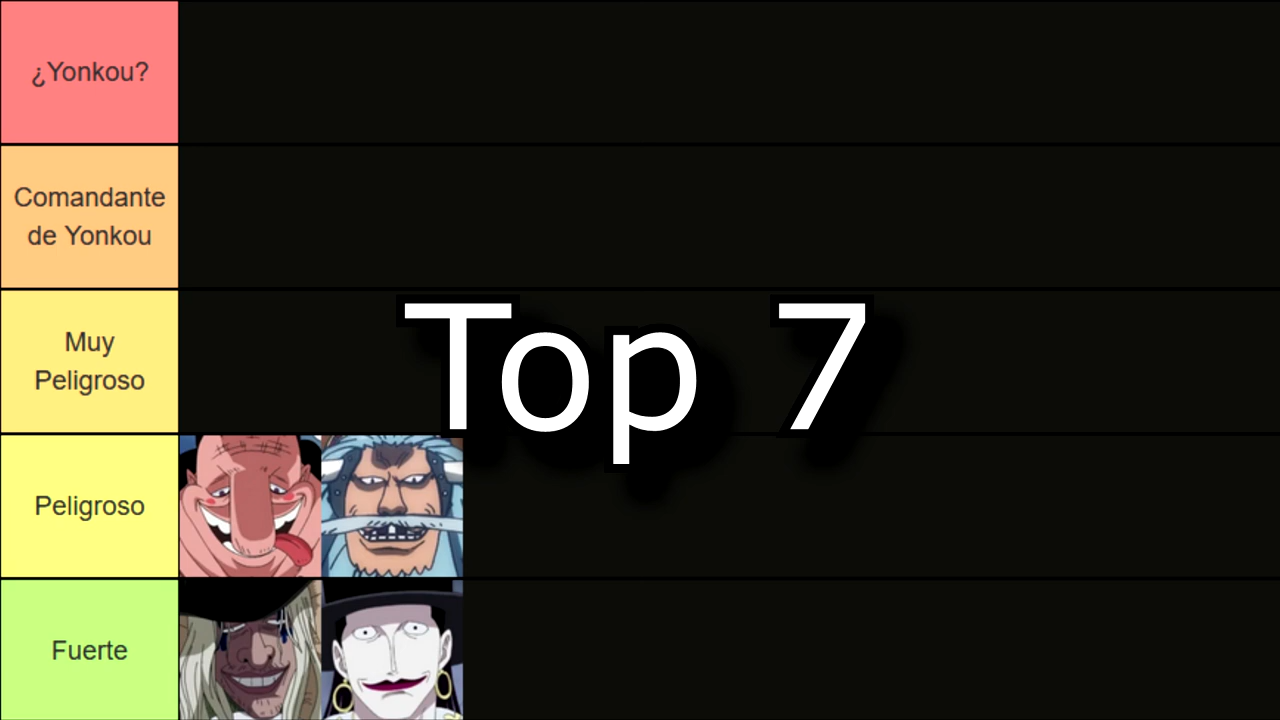 ¿Yonkou?
Comandante
de Yonkou
Muy
Peligroso
Top 7
Peligroso
Fuerte